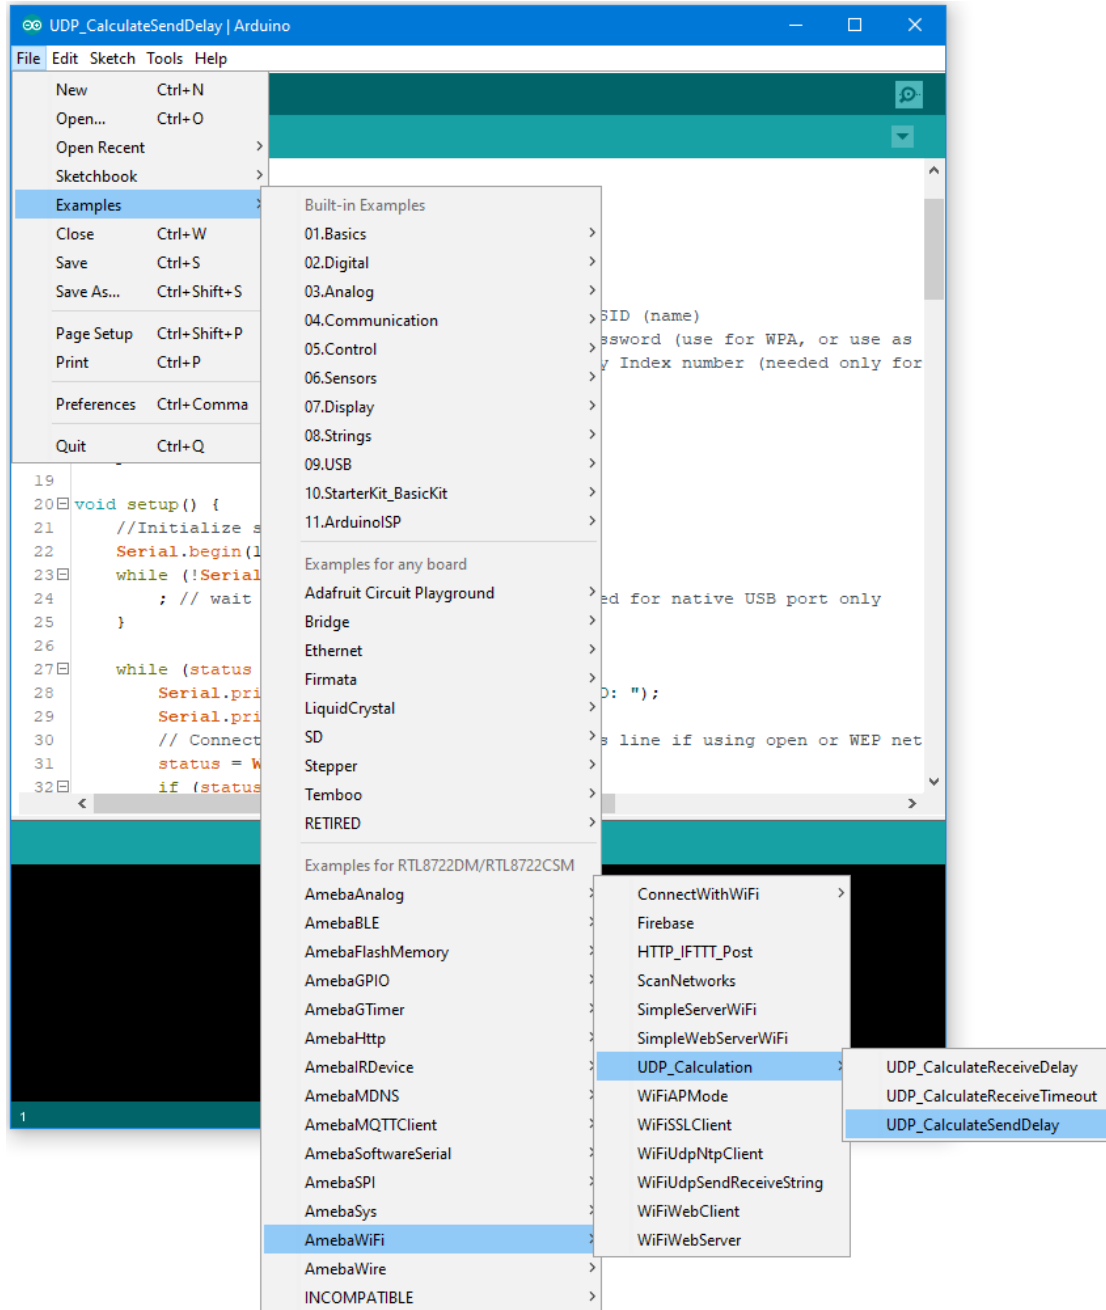 UDP_CalculateSendDelay | Arduino
File Edit Sketch Tools Help
New Ctrl+N
Open... Ctrl+O
Open Recent
Sketchbook
Examples
Close Ctrl+W
Save Ctrl+S
Save As... Ctrl+Shift+S
Page Setup Ctrl+Shift+P
Print Ctrl+P
Preferences Ctrl+Comma
Quit Ctrl+Q
Built-in Examples
01.Basics
02.Digital
03.Analog
04.Communication
05.Control
06.Sensors
07.Display
08.Strings
09.USB
10.StarterKit_BasicKit
11.ArduinoISP
Examples for any board
Adafruit Circuit Playground
Bridge
Ethernet
Firmata
LiquidCrystal
SD
Stepper
Temboo
RETIRED
Examples for RTL8722DM/RTL8722CSM
AmebaAnalog
AmebaBLE
AmebaFlashMemory
AmebaGPIO
AmebaGTimer
AmebaHttp
AmebaIRDevice
AmebaMDNS
AmebaMQTTClient
AmebaSoftwareSerial
AmebaSPI
AmebaSys
AmebaWiFi
AmebaWire
INCOMPATIBLE
ConnectWithWiFi
Firebase
HTTP_IFTTT_Post
ScanNetworks
SimpleServerWiFi
SimpleWebServerWiFi
UDP_Calculation
WiFiAPMode
WiFiSSLClient
WiFiUdpNtpClient
WiFiUdpSendReceiveString
WiFiWebClient
WiFiWebServer
UDP_CalculateReceiveDelay
UDP_CalculateReceiveTimeout
UDP_CalculateSendDelay
SID (name)
ssword (use for WPA, or use as
y Index number (needed only for
19
20 void setup() {
21 //Initialize s
22 Serial.begin(1
23 while (!Serial
24 ; // wait ed for native USB port only
25 }
26
27 while (status
28 Serial.pri D: ");
29 Serial.pri
30 // Connect s line if using open or WEP net
31 status = W
32 if (status
1